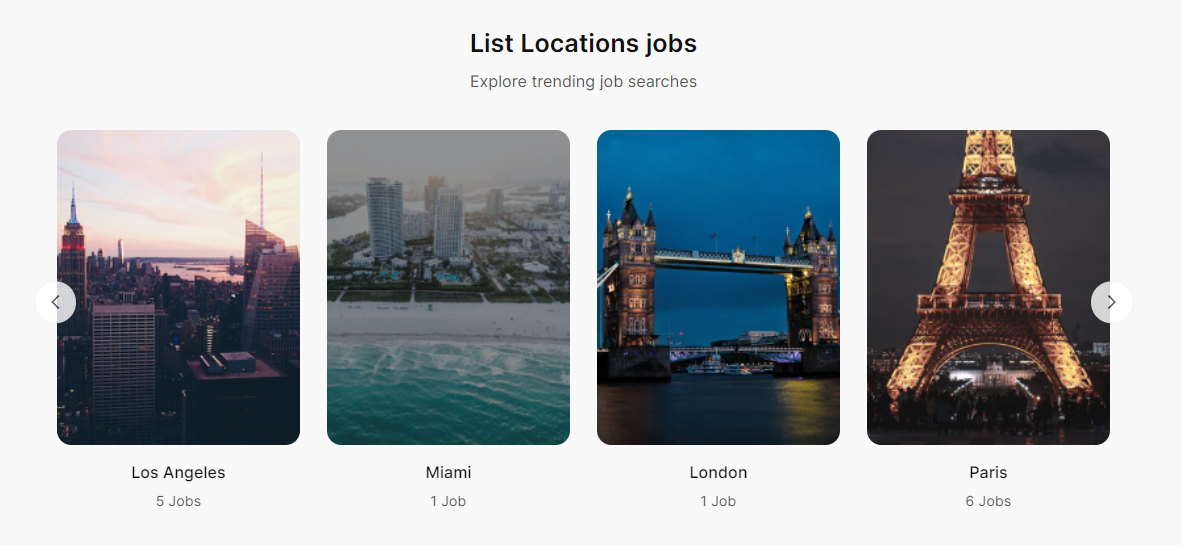 List Locations jobs
Explore trending job searches
Los Angeles
5 Jobs
Miami
1 Job
London
1 Job
Paris
6 Jobs